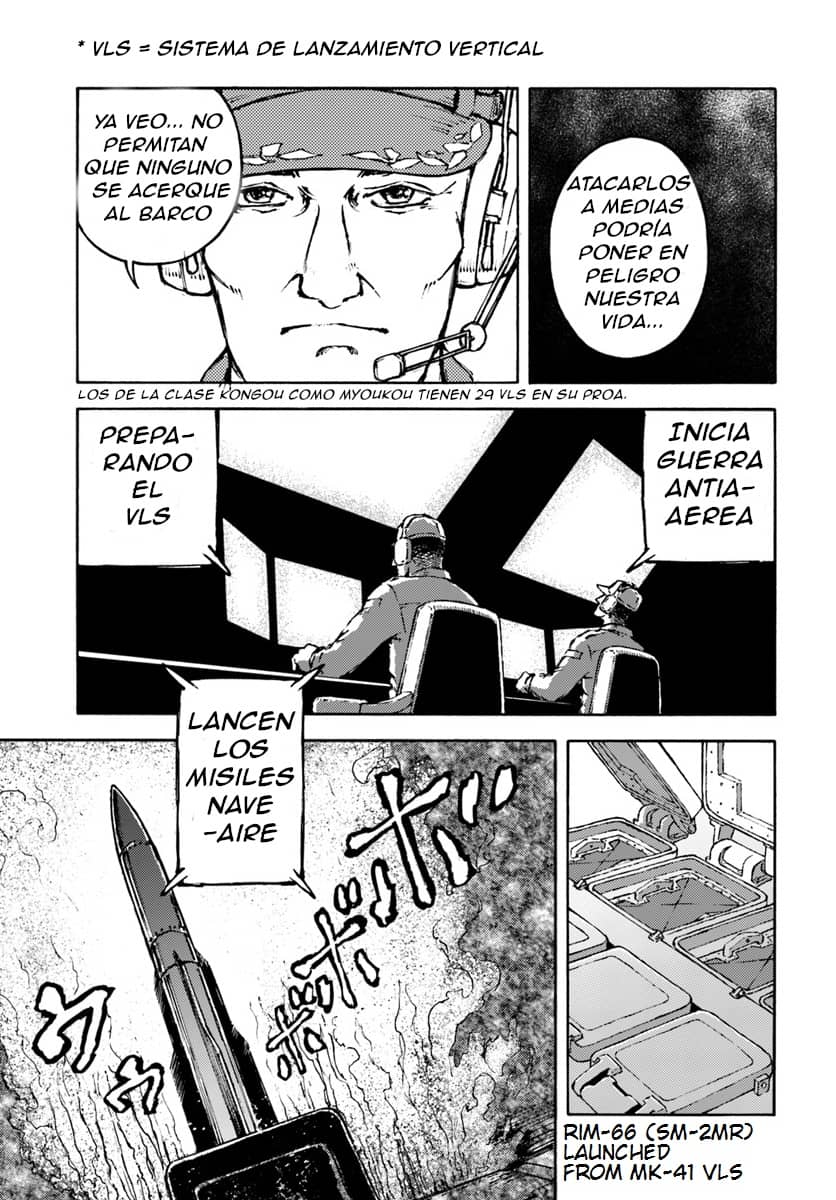 * VLS = SISTEMA DE LANZAMIENTO VERTICAL
ATACARLOS
A MEDIAS
PODRÍA
PONER EN
PELIGRO
NUESTRA
VIDA...
YA VEO... NO
PERMITAN
QUE NINGUNO
SE ACERQUE
AL BARCO
LOS DE LA CLASE KONGOU COMO MYOUKOU TIENEN 29 VLS EN SU PROA.
INICIA
GUERRA
ANTIA-
AEREA
PREPA-
RANDO
EL
VLS
LANCEN
LOS
MISILES
NAVE
-AIRE
RIM-66 (SM-2MR)
LAUNCHED
FROM MK-41 VLS